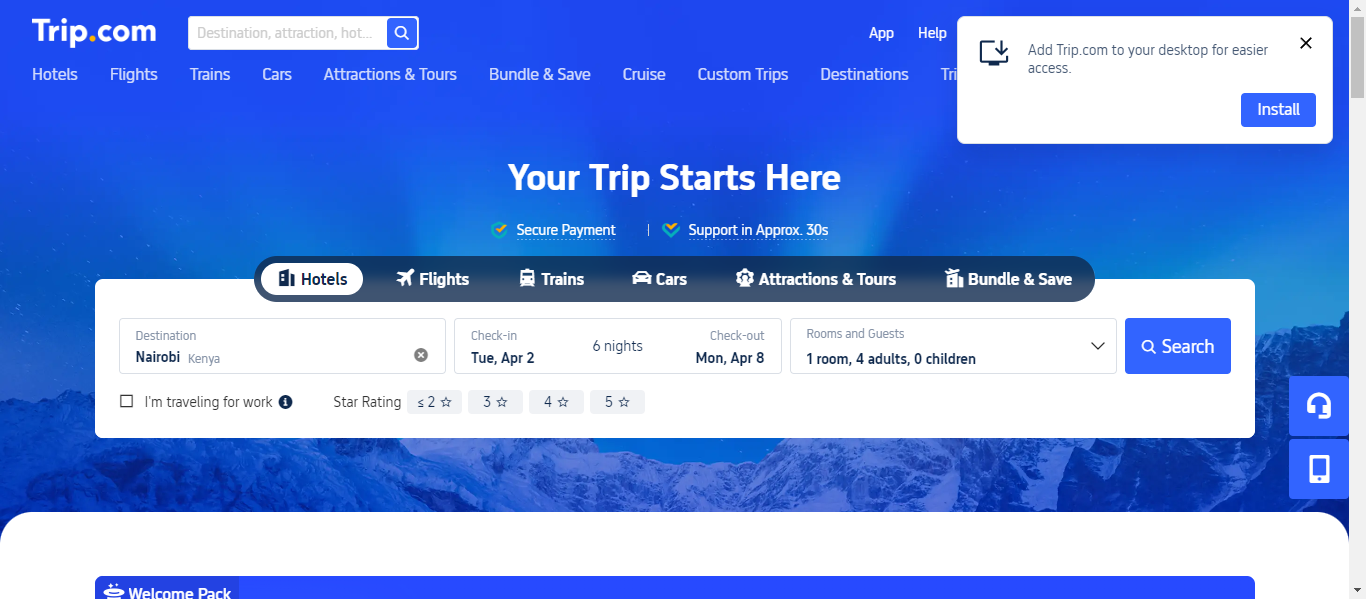 Trip.com
Destination, attraction, hot...
App
Help
Add Trip.com to your desktop for easier
access.
Install
Hotels
Flights
Trains
Cars
Attractions & Tours
Bundle & Save
Cruise
Custom Trips
Destinations
Your Trip Starts Here
Secure Payment
Support in Approx. 30s
Hotels
Flights
Trains
Cars
Attractions & Tours
Bundle & Save
Destination
Nairobi Kenya
Check-in
Tue, Apr 2
6 nights
Check-out
Mon, Apr 8
Rooms and Guests
1 room, 4 adults, 0 children
Search
I'm traveling for work
Star Rating
≤ 2 ☆
3 ☆
4 ☆
5 ☆
Welcome Pack